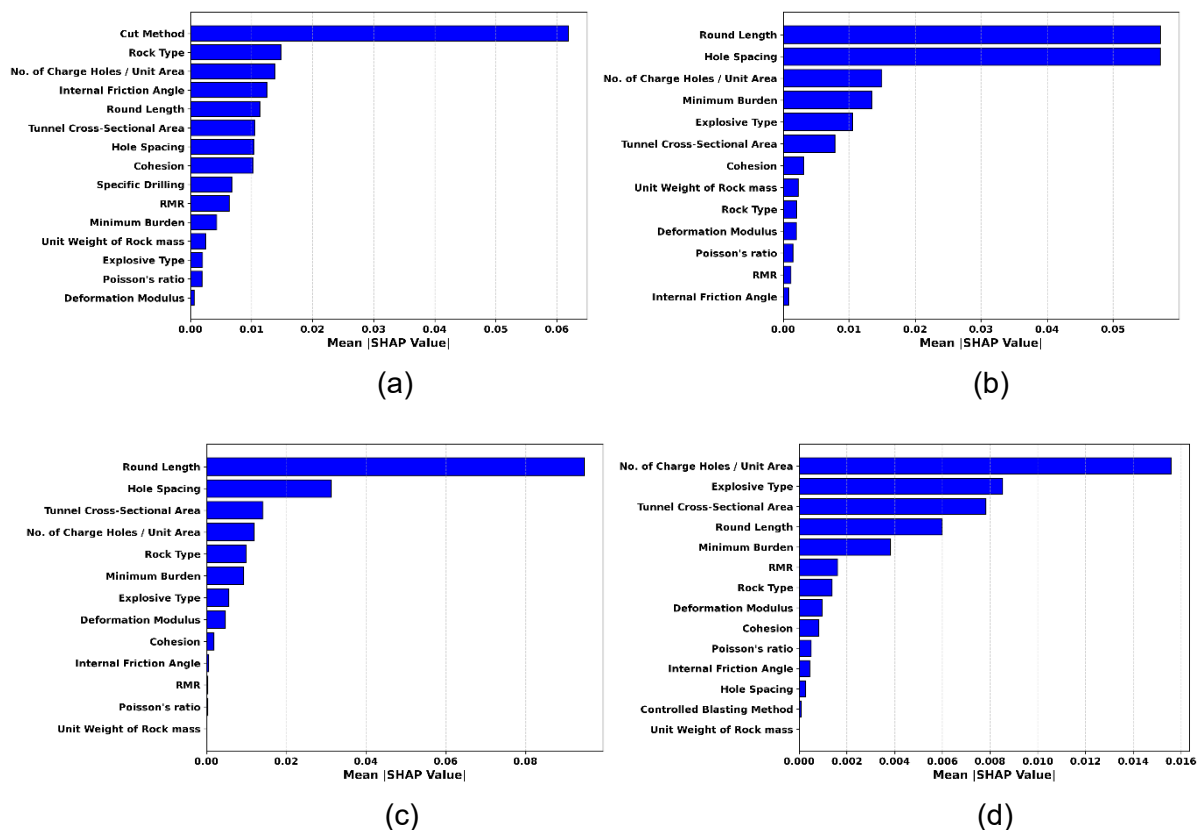 Cut Method
Rock Type
No. of Charge Holes / Unit Area
Internal Friction Angle
Round Length
Tunnel Cross-Sectional Area
Hole Spacing
Cohesion
Specific Drilling
RMR
Minimum Burden
Unit Weight of Rock mass
Explosive Type
Poisson's ratio
Deformation Modulus
0.00 0.01 0.02 0.03 0.04 0.05 0.06
Mean |SHAP Value|
(a)
Round Length
Hole Spacing
No. of Charge Holes / Unit Area
Minimum Burden
Explosive Type
Tunnel Cross-Sectional Area
Cohesion
Unit Weight of Rock mass
Rock Type
Deformation Modulus
Poisson's ratio
RMR
Internal Friction Angle
0.00 0.01 0.02 0.03 0.04 0.05
Mean |SHAP Value|
(b)
Round Length
Hole Spacing
Tunnel Cross-Sectional Area
No. of Charge Holes / Unit Area
Rock Type
Minimum Burden
Explosive Type
Deformation Modulus
Cohesion
Internal Friction Angle
RMR
Poisson's ratio
Unit Weight of Rock mass
0.00 0.02 0.04 0.06 0.08
Mean |SHAP Value|
(c)
No. of Charge Holes / Unit Area
Explosive Type
Tunnel Cross-Sectional Area
Round Length
Minimum Burden
RMR
Rock Type
Deformation Modulus
Cohesion
Poisson's ratio
Internal Friction Angle
Hole Spacing
Controlled Blasting Method
Unit Weight of Rock mass
0.000 0.002 0.004 0.006 0.008 0.010 0.012 0.014 0.016
Mean |SHAP Value|
(d)